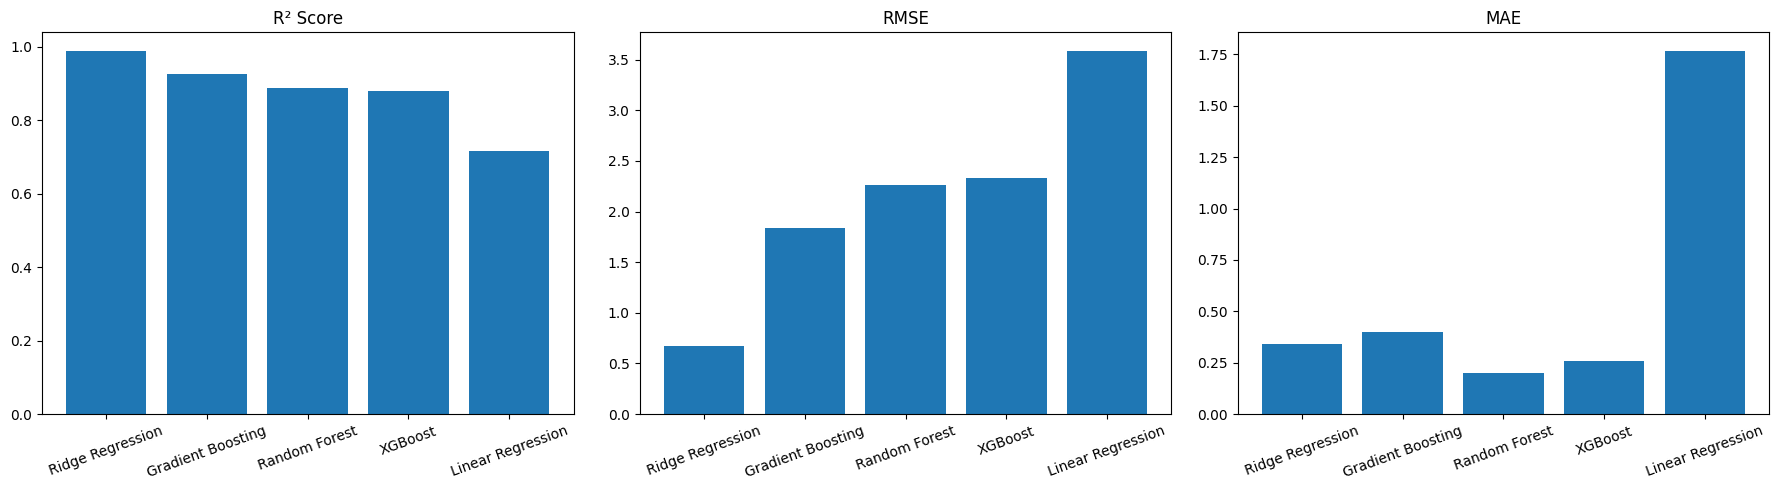 R² Score
1.0
0.8
0.6
0.4
0.2
0.0
Ridge Regression
Gradient Boosting
Random Forest
XGBoost
Linear Regression
RMSE
3.5
3.0
2.5
2.0
1.5
1.0
0.5
0.0
Ridge Regression
Gradient Boosting
Random Forest
XGBoost
Linear Regression
MAE
1.75
1.50
1.25
1.00
0.75
0.50
0.25
0.00
Ridge Regression
Gradient Boosting
Random Forest
XGBoost
Linear Regression